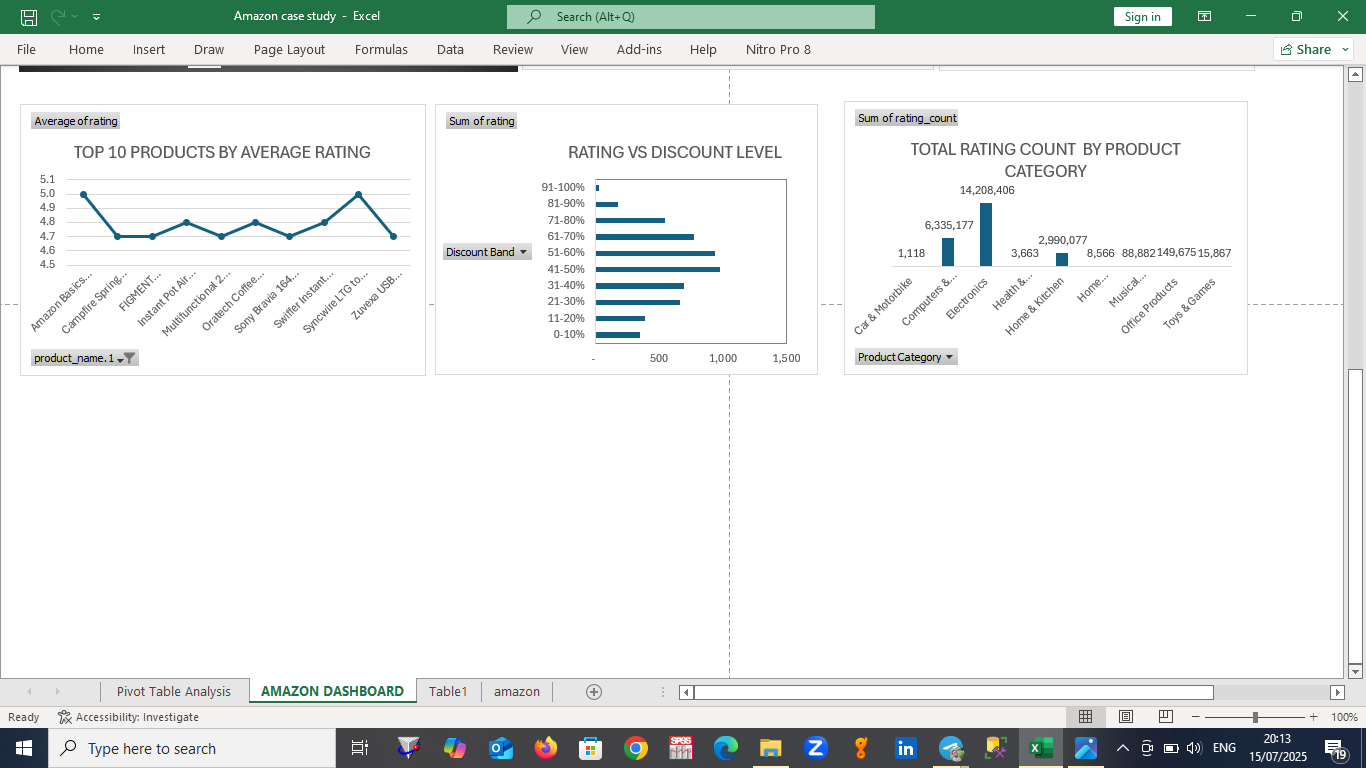 Amazon case study - Excel
Search (Alt+Q)
Sign in
File Home Insert Draw Page Layout Formulas Data Review View Add-ins Help Nitro Pro 8
Share
Average of rating
TOP 10 PRODUCTS BY AVERAGE RATING
5.1
5.0
4.9
4.8
4.7
4.6
4.5
Amazon Basics...
Campfire Spring...
FIGMENT...
Instant Pot Air...
Multifunctional 2...
Oratech Coffee...
Sony Bravia 164...
Swiffer Instant...
Syncwire LTG to...
Zuvexa USB...
product_name.1
Sum of rating
RATING VS DISCOUNT LEVEL
Discount Band
91-100%
81-90%
71-80%
61-70%
51-60%
41-50%
31-40%
21-30%
11-20%
0-10%
- 500 1,000 1,500
Sum of rating_count
TOTAL RATING COUNT BY PRODUCT
CATEGORY
14,208,406
6,335,177
2,990,077
1,118 3,663 8,566 88,882 149,675 15,867
Car & Motorbike
Computers &...
Electronics
Health &...
Home & Kitchen
Home...
Musical...
Office Products
Toys & Games
Product Category
Pivot Table Analysis AMAZON DASHBOARD Table1 amazon
Ready Accessibility: Investigate 100%
Type here to search
SPSS
ENG
20:13
15/07/2025
19